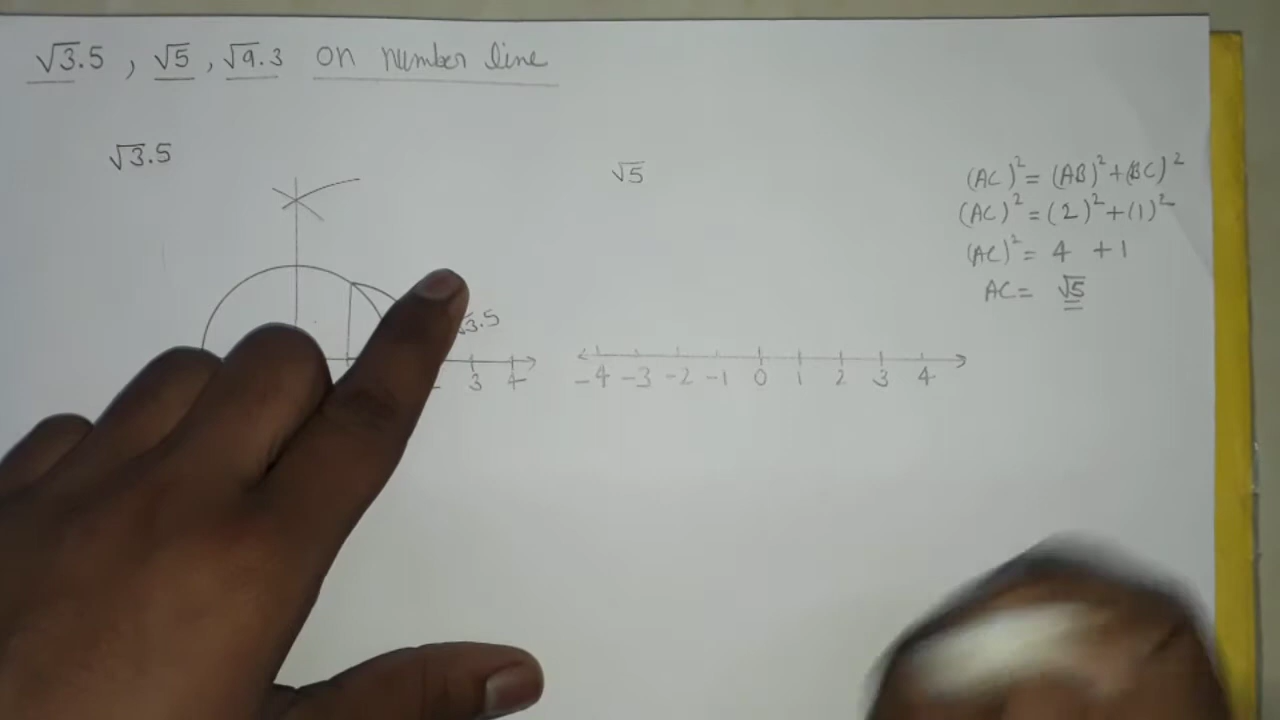 √3.5 , √5 , √9.3 on number line
√3.5
√3.5
3 4
√5
-4 -3 -2 -1 0 1 2 3 4
(AC)² = (AB)² + (BC)²
(AC)² = (2)² + (1)²
(AC)² = 4 + 1
AC = √5